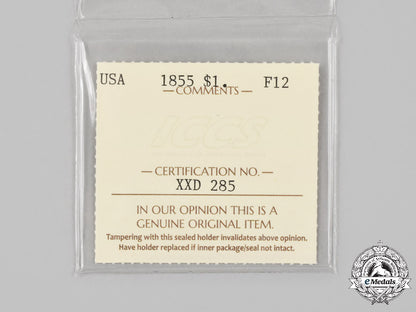 USA 1855 $1. F12
— COMMENTS —
ICCS
— CERTIFICATION NO. —
XXD 285
IN OUR OPINION THIS IS A
GENUINE ORIGINAL ITEM.
Tampering with this sealed holder invalidates above opinion.
Have holder replaced if inner package/seal not intact.
eMedals